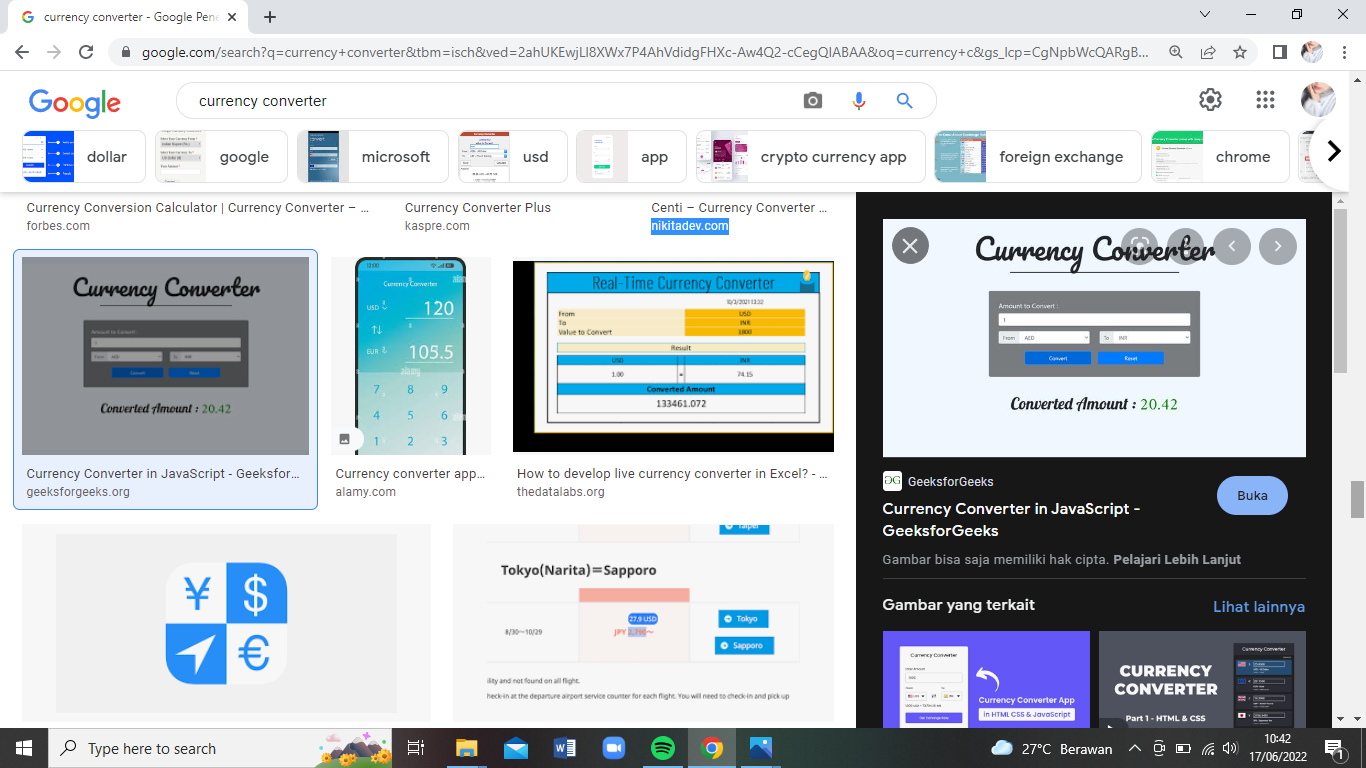 currency converter - Google Pene
google.com/search?q=currency+converter&tbm=isch&ved=2ahUKEwjLl8XWx7P4AhVdidgFHXc-Aw4Q2-cCegQIABAA&oq=currency+c&gs_lcp=CgNpbWcQARgB...
Google
currency converter
dollar
google
microsoft
usd
app
crypto currency app
foreign exchange
chrome
Currency Conversion Calculator | Currency Converter – ...
forbes.com
Currency Converter Plus
kaspre.com
Centi – Currency Converter ...
nikitadev.com
Currency Converter
Amount to Convert :
1
From AED
To INR
Convert
Reset
Converted Amount : 20.42
Currency Converter in JavaScript - Geeksfor...
geeksforgeeks.org
12:00
Currency Converter
USD
120
EUR
105.5
7 8 9
4 5 6
1 2 3
alamy
Currency converter app...
alamy.com
Real-Time Currency Converter
10/3/2021 13:32
From USD
To INR
Value to Convert 1800
Result
USD INR
1.00 = 74.15
Converted Amount
133461.072
How to develop live currency converter in Excel? - ...
thedatalabs.org
¥ $
€
Taipei
Tokyo(Narita)＝Sapporo
27.9 USD
8/30～10/29
JPY 3,790～
Tokyo
Sapporo
ility and not found on all flight.
heck-in at the departure airport service counter for each flight. You will need to check-in and pick up
Currency Converter
Amount to Convert :
1
From AED
To INR
Convert
Reset
Converted Amount : 20.42
GeeksforGeeks
Currency Converter in JavaScript -
GeeksforGeeks
Buka
Gambar bisa saja memiliki hak cipta. Pelajari Lebih Lanjut
Gambar yang terkait
Lihat lainnya
Currency Converter
Currency Converter App
in HTML CSS & JavaScript
CURRENCY
CONVERTER
Part 1 - HTML & CSS
Currency Converter
Type here to search
27°C Berawan
10:42
17/06/2022
1